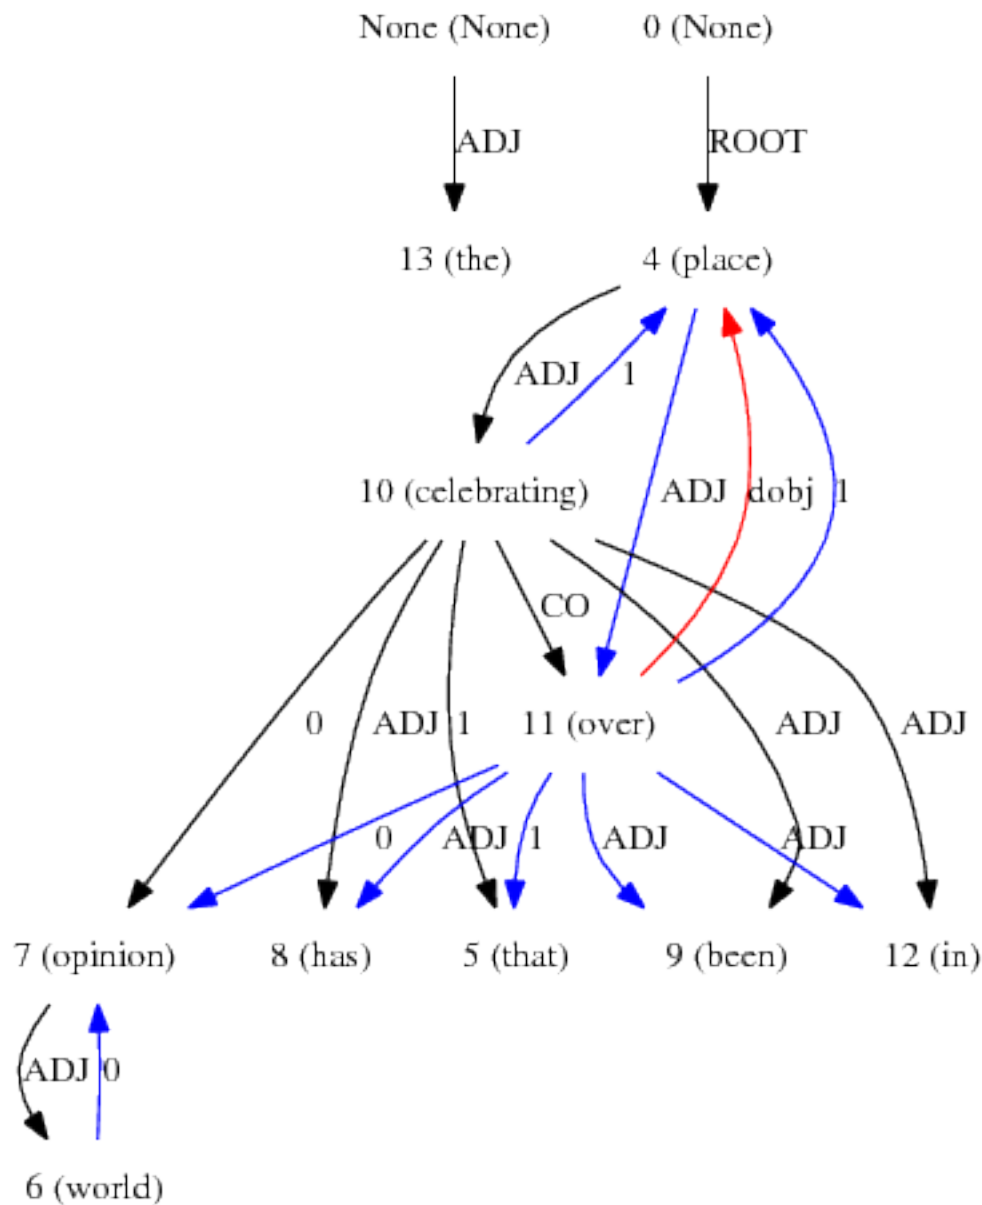 None (None) 0 (None)
ADJ ROOT
13 (the) 4 (place)
ADJ 1
10 (celebrating) ADJ dobj 1
CO
0 ADJ 1 11 (over) ADJ ADJ
0 ADJ 1 ADJ ADJ
7 (opinion) 8 (has) 5 (that) 9 (been) 12 (in)
ADJ 0
6 (world)